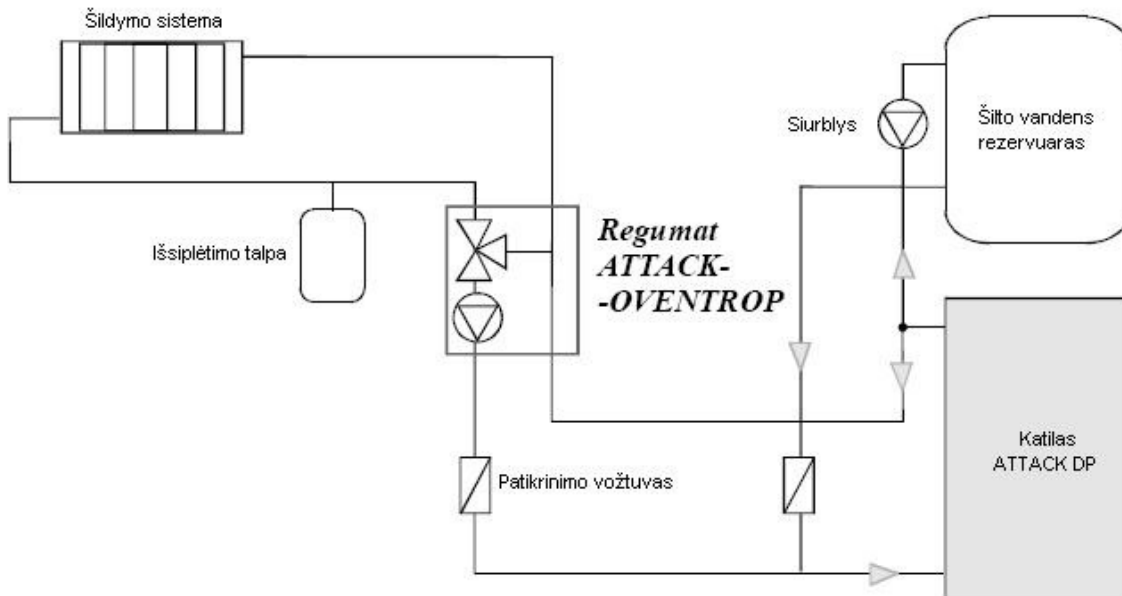 Šildymo sistema
Siurblys
Šilto vandens
rezervuaras
Išsiplėtimo talpa
Regumat
ATTACK-
-OVENTROP
Patikrinimo vožtuvas
Katilas
ATTACK DP